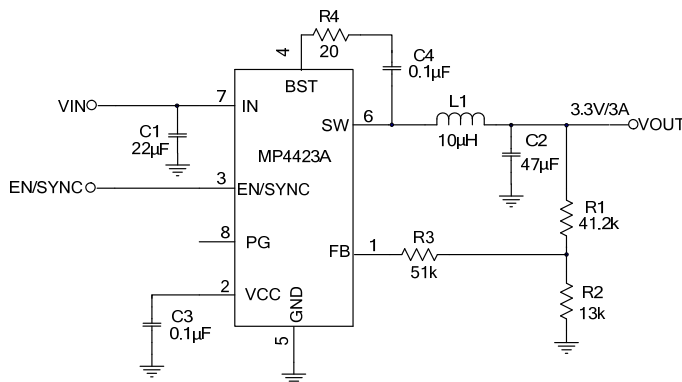 R4
20
4
C4
0.1µF
BST
VIN
7
IN
C1
22µF
SW
6
L1
10µH
3.3V/3A
VOUT
C2
47µF
MP4423A
EN/SYNC
3
EN/SYNC
R1
41.2k
8
PG
FB
1
R3
51k
2
VCC
GND
R2
13k
C3
0.1µF
5